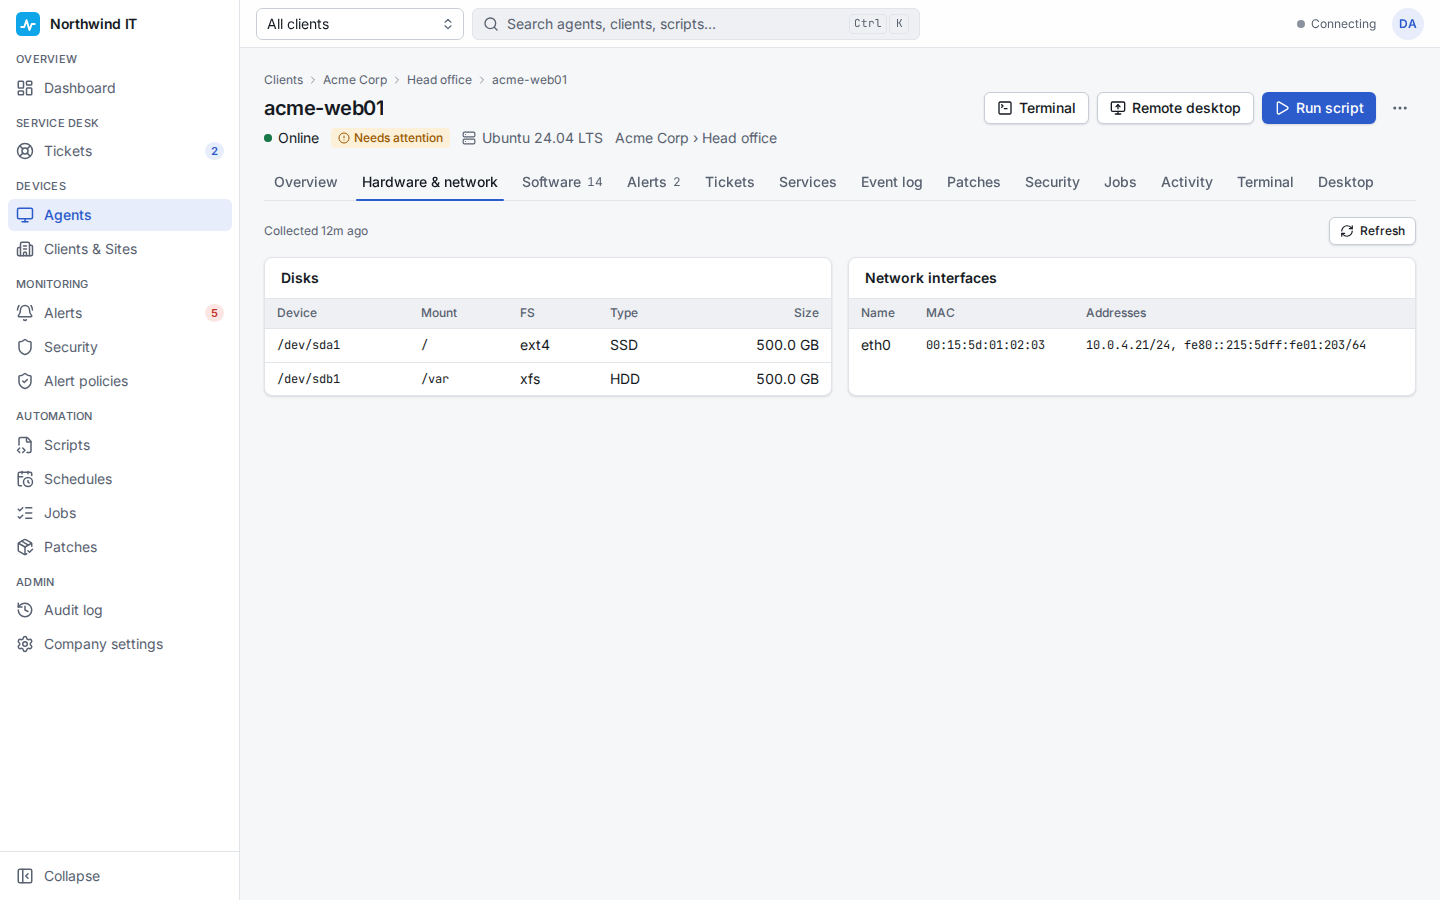 Northwind IT
OVERVIEW
Dashboard
SERVICE DESK
Tickets 2
DEVICES
Agents
Clients & Sites
MONITORING
Alerts 5
Security
Alert policies
AUTOMATION
Scripts
Schedules
Jobs
Patches
ADMIN
Audit log
Company settings
Collapse
All clients
Search agents, clients, scripts... Ctrl K
Connecting
DA
Clients > Acme Corp > Head office > acme-web01
acme-web01
Terminal
Remote desktop
Run script
Online Needs attention Ubuntu 24.04 LTS Acme Corp › Head office
Overview Hardware & network Software 14 Alerts 2 Tickets Services Event log Patches Security Jobs Activity Terminal Desktop
Collected 12m ago
Refresh
Disks
Device Mount FS Type Size
/dev/sda1 / ext4 SSD 500.0 GB
/dev/sdb1 /var xfs HDD 500.0 GB
Network interfaces
Name MAC Addresses
eth0 00:15:5d:01:02:03 10.0.4.21/24, fe80::215:5dff:fe01:203/64